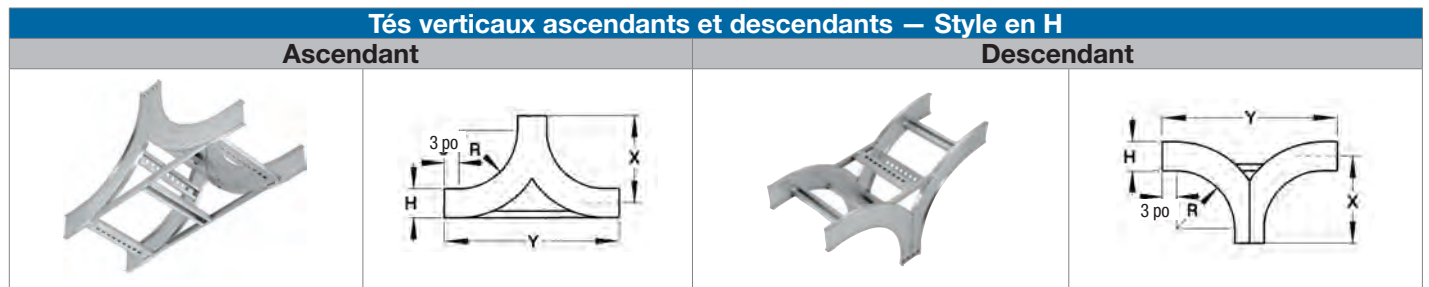 Tés verticaux ascendants et descendants — Style en H
Ascendant
Descendant
3 po
R
X
H
Y
Y
H
X
3 po
R